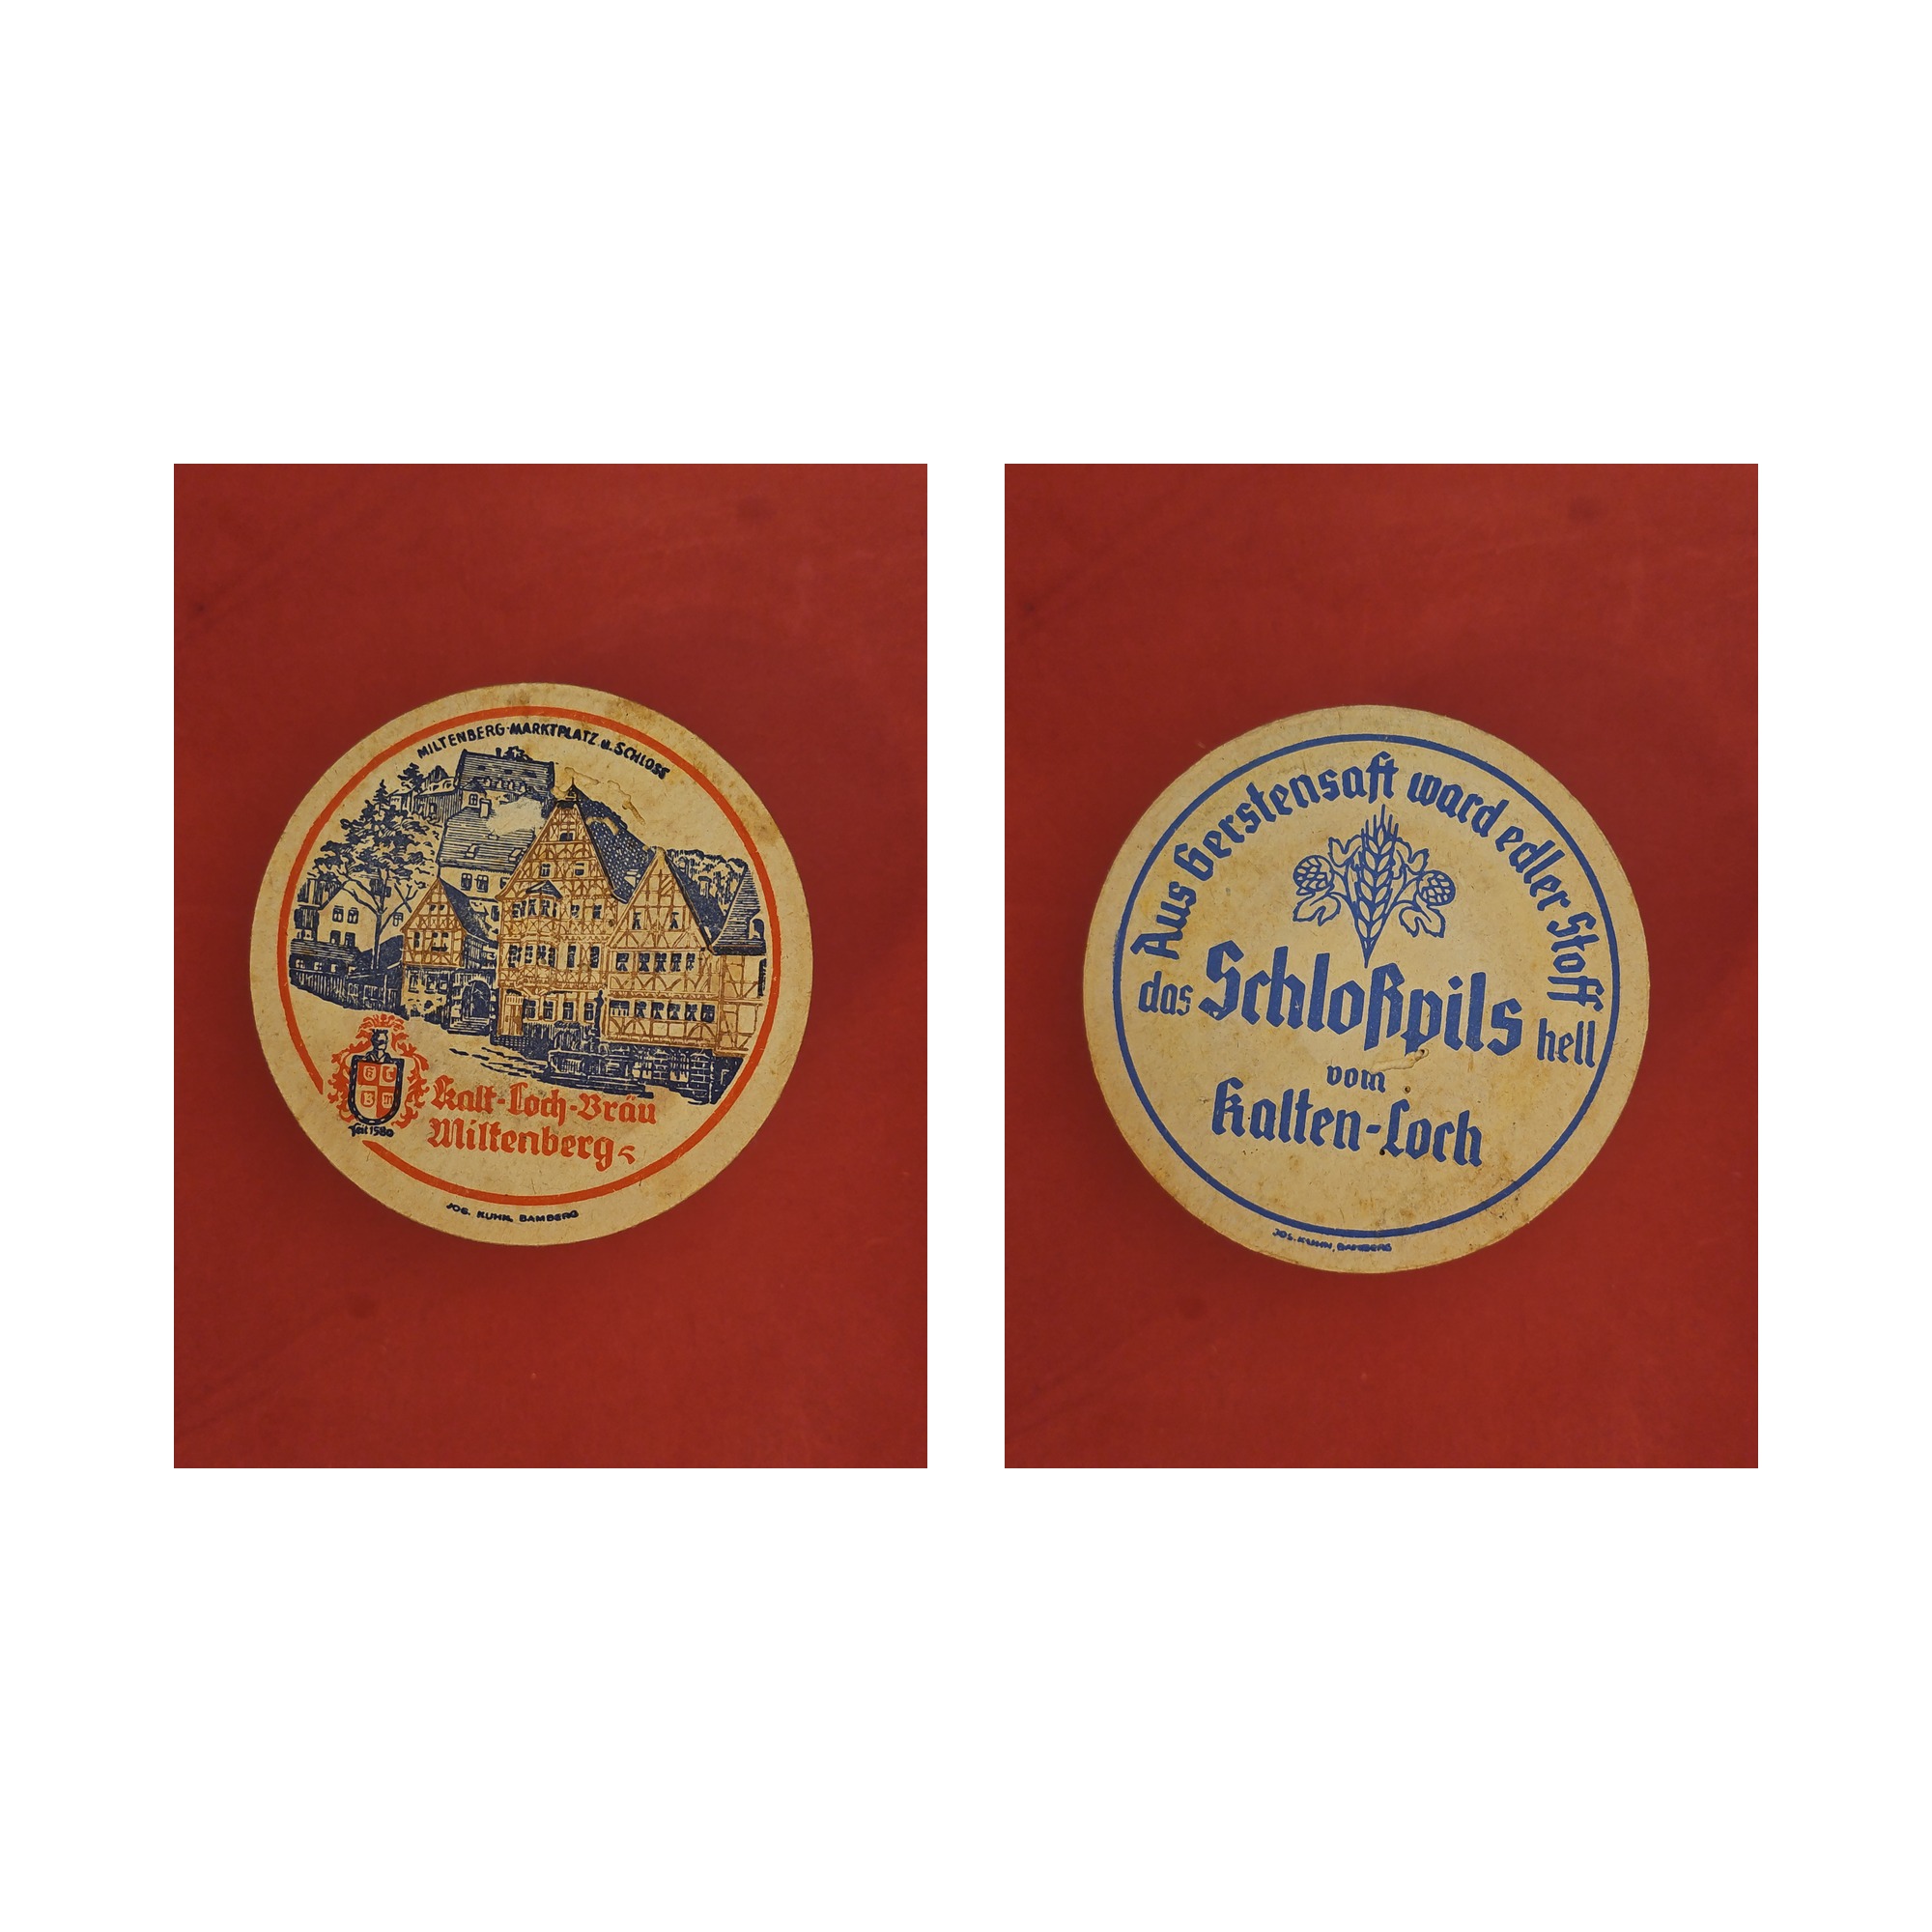 MILTENBERG·MARKTPLATZ u. SCHLOSS
K L
B M
Seit 1580
Kalt-Loch-Bräu
Miltenberg
JOS. KUHN, BAMBERG
Aus Gerstensaft ward edler Stoff
das Schloßpils hell
vom
Kalten-Loch
JOS. KUHN, BAMBERG